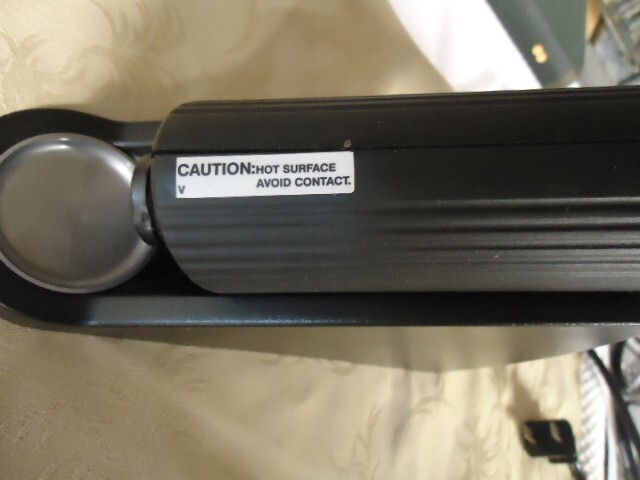 CAUTION:HOT SURFACE
V AVOID CONTACT.